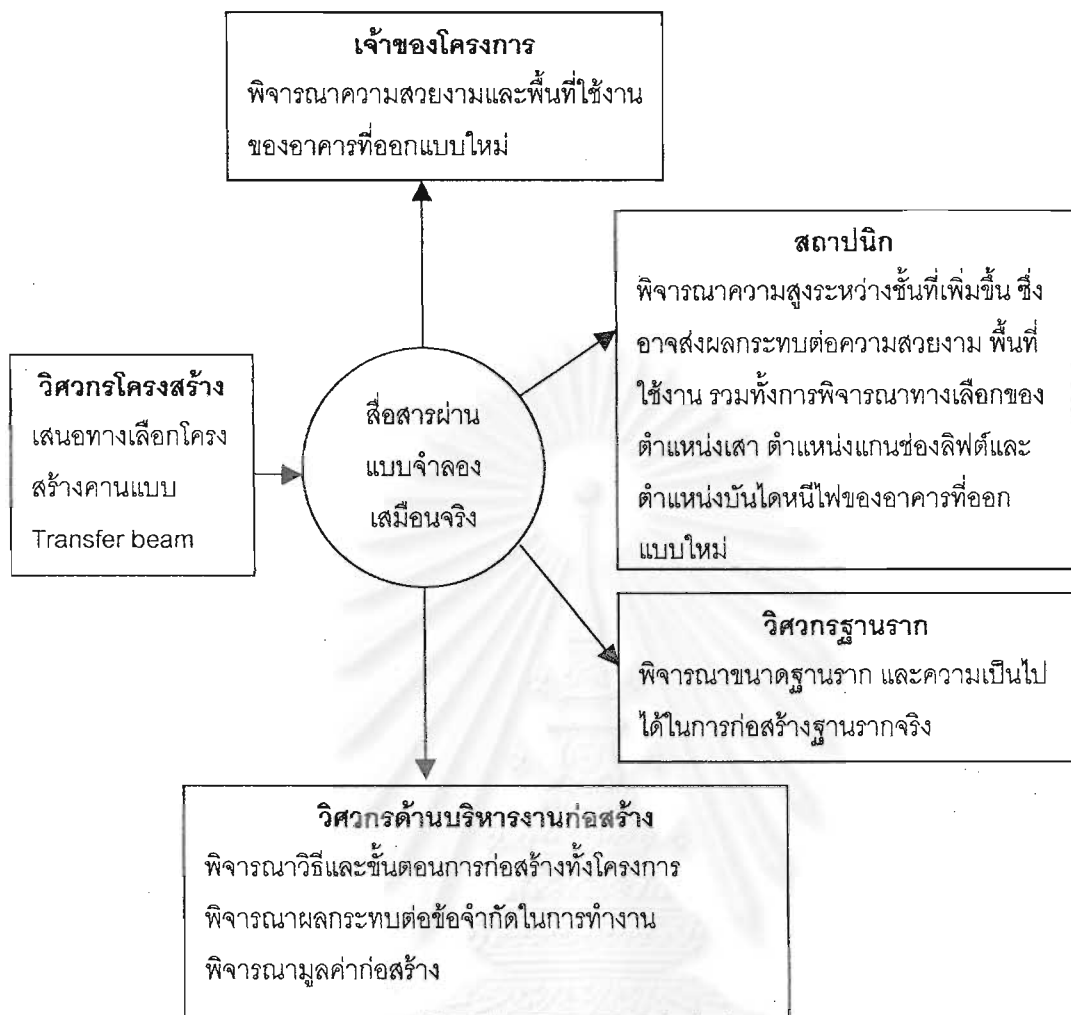 เจ้าของโครงการ
พิจารณาความสวยงามและพื้นที่ใช้งาน
ของอาคารที่ออกแบบใหม่
สถาปนิก
พิจารณาความสูงระหว่างชั้นที่เพิ่มขึ้น ซึ่ง
อาจส่งผลกระทบต่อความสวยงาม พื้นที่
ใช้งาน รวมทั้งการพิจารณาทางเลือกของ
ตำแหน่งเสา ตำแหน่งแกนช่องลิฟต์และ
ตำแหน่งบันไดหนีไฟของอาคารที่ออก
แบบใหม่
วิศวกรโครงสร้าง
เสนอทางเลือกโครง
สร้างคานแบบ
Transfer beam
สื่อสารผ่าน
แบบจำลอง
เสมือนจริง
วิศวกรฐานราก
พิจารณาขนาดฐานราก และความเป็นไป
ได้ในการก่อสร้างฐานรากจริง
วิศวกรด้านบริหารงานก่อสร้าง
พิจารณาวิธีและขั้นตอนการก่อสร้างทั้งโครงการ
พิจารณาผลกระทบต่อข้อจำกัดในการทำงาน
พิจารณามูลค่าก่อสร้าง